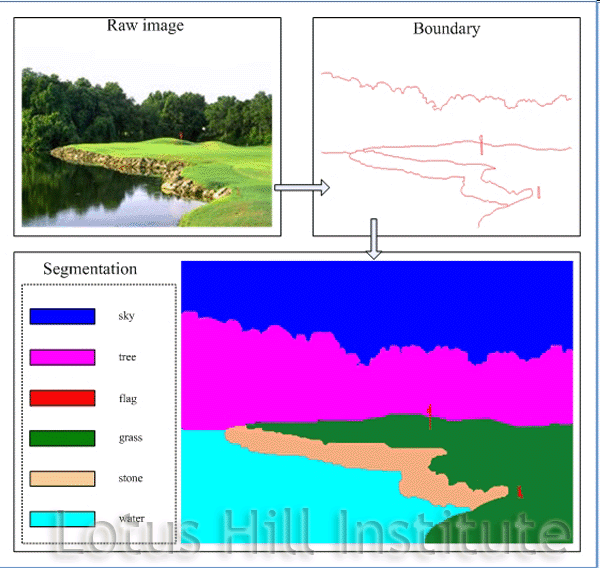 Raw image
Boundary
Segmentation
sky
tree
flag
grass
stone
water
Lotus Hill Institute